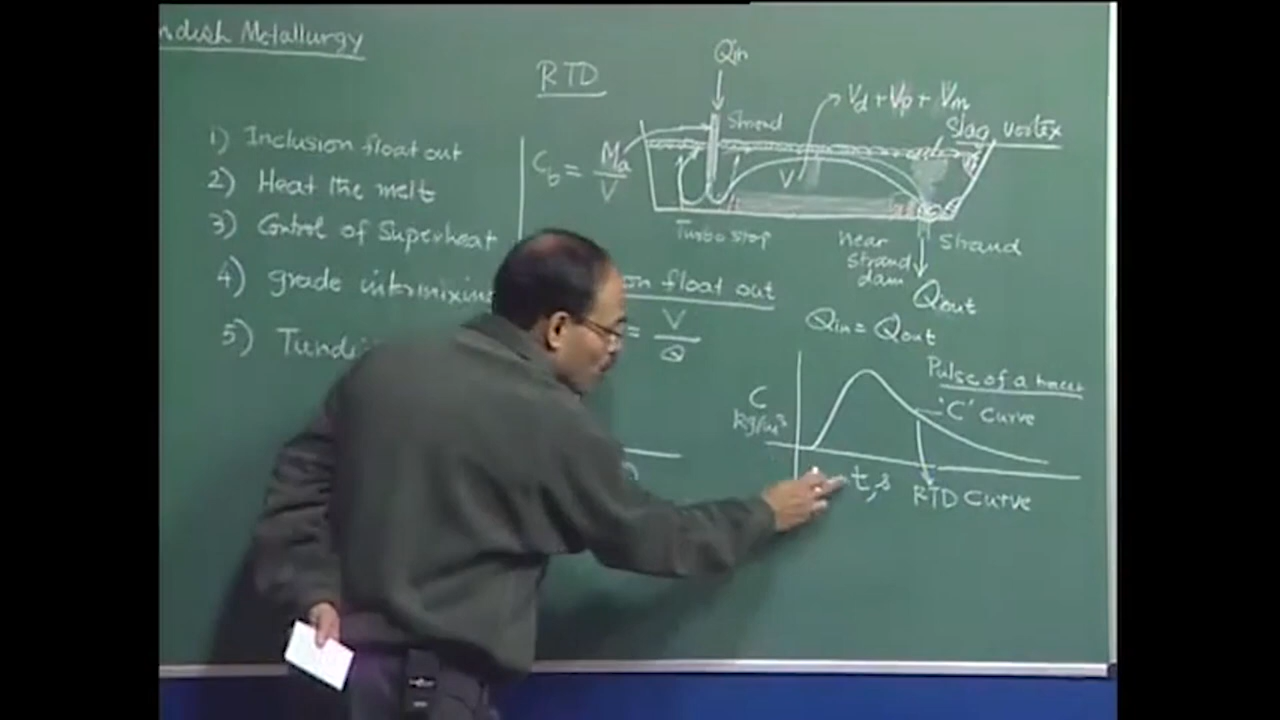 ndish Metallurgy
1) Inclusion float out
2) Heat the melt
3) Control of Superheat
4) grade intermixing
5) Tundi
RTD
Cb = Ma
V
Qin
Shroud
V
Vd + Vp + Vm
Slag Vortex
Turbo stop
Near
strand
dam
Strand
Qout
Qin = Qout
on float out
= V
Q
C
kg/m³
t, s
Pulse of a tracer
'C' Curve
RTD Curve